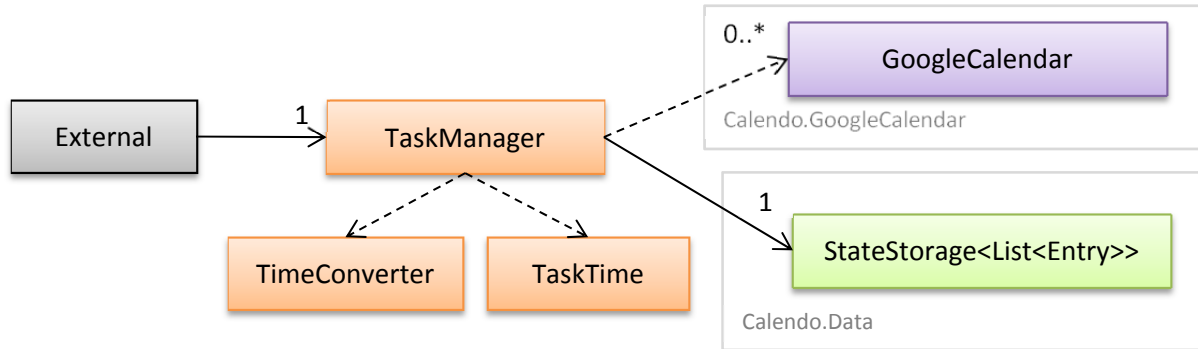 0..*
GoogleCalendar
Calendo.GoogleCalendar
External
1
TaskManager
TimeConverter
TaskTime
1
StateStorage<List<Entry>>
Calendo.Data